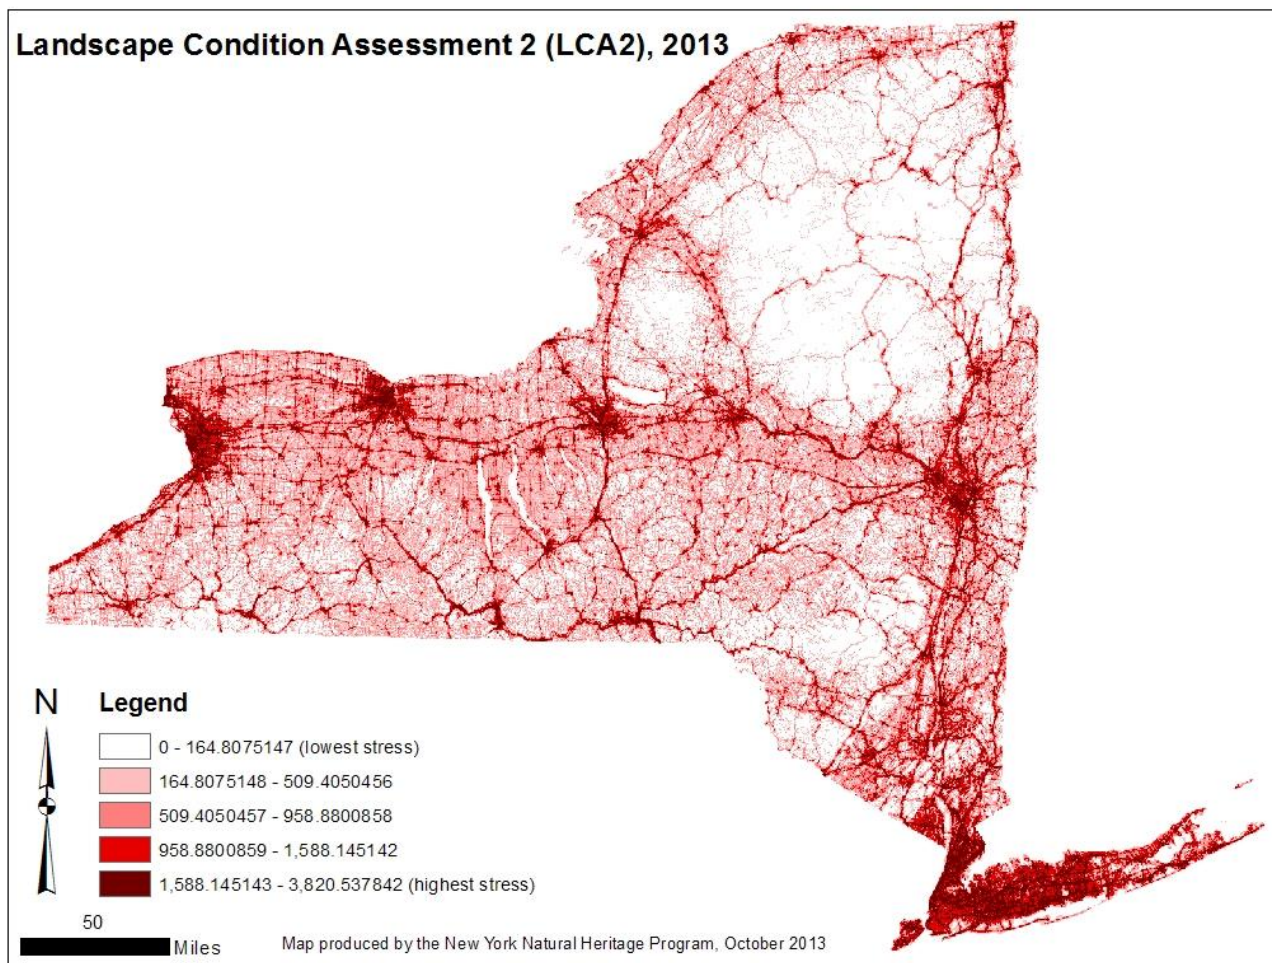 Landscape Condition Assessment 2 (LCA2), 2013
N
Legend
0 - 164.8075147 (lowest stress)
164.8075148 - 509.4050456
509.4050457 - 958.8800858
958.8800859 - 1,588.145142
1,588.145143 - 3,820.537842 (highest stress)
50
Miles
Map produced by the New York Natural Heritage Program, October 2013